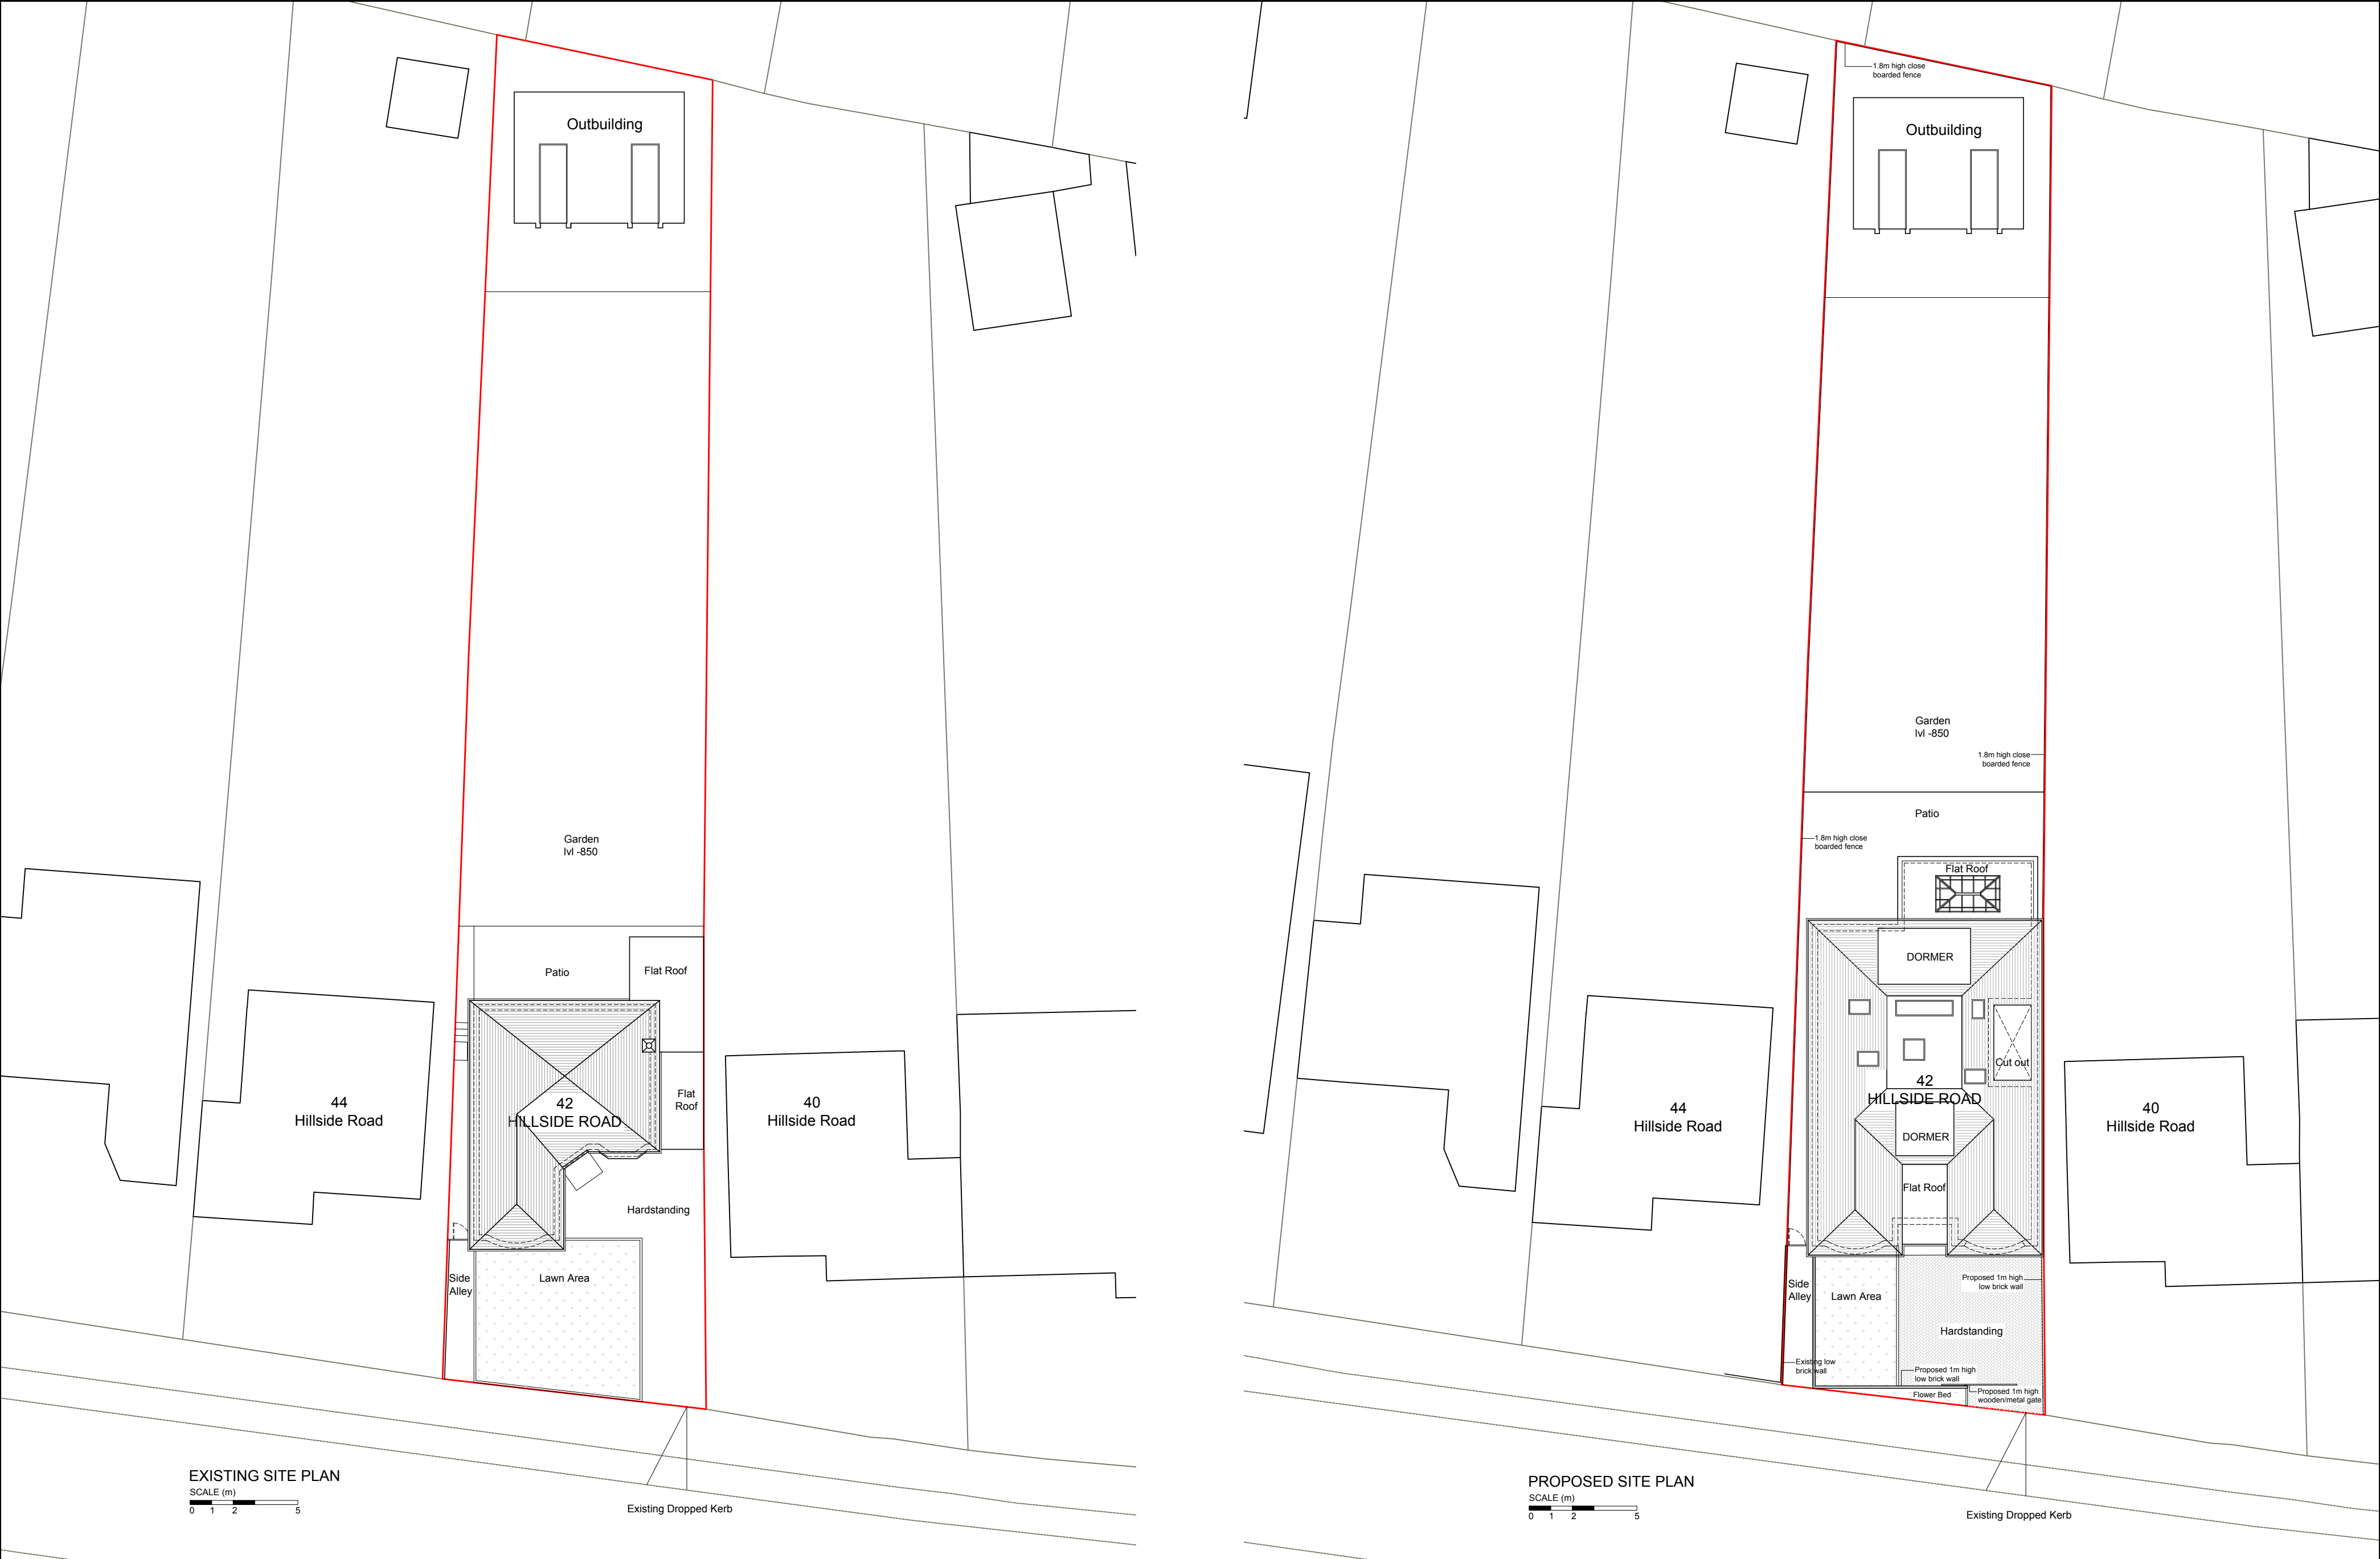 Outbuilding
Garden
lvl -850
Patio
Flat Roof
Flat
Roof
44
Hillside Road
42
HILLSIDE ROAD
40
Hillside Road
Hardstanding
Side
Alley
Lawn Area
EXISTING SITE PLAN
SCALE (m)
0 1 2 5
Existing Dropped Kerb
1.8m high close
boarded fence
Outbuilding
Garden
lvl -850
1.8m high close
boarded fence
Patio
1.8m high close
boarded fence
Flat Roof
DORMER
Cut out
42
HILLSIDE ROAD
44
Hillside Road
40
Hillside Road
DORMER
Flat Roof
Side
Alley
Lawn Area
Proposed 1m high
low brick wall
Hardstanding
Existing low
brick wall
Proposed 1m high
low brick wall
Flower Bed
Proposed 1m high
wooden/metal gate
PROPOSED SITE PLAN
SCALE (m)
0 1 2 5
Existing Dropped Kerb